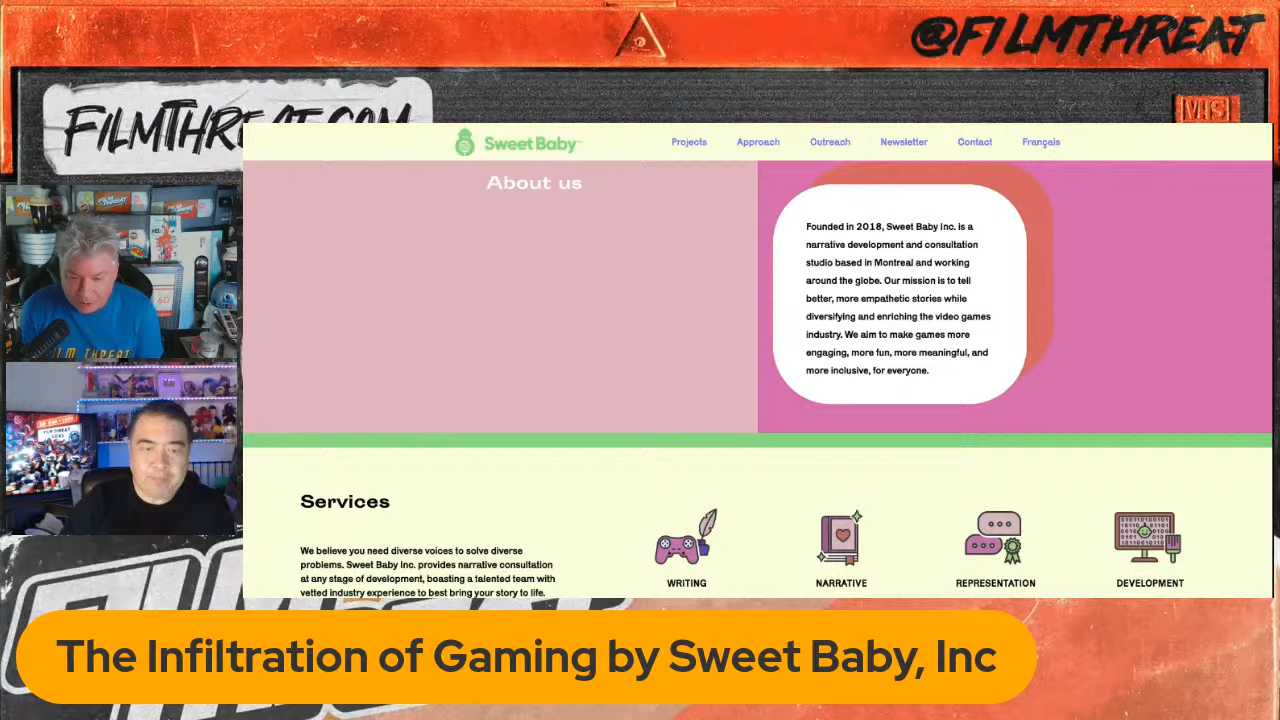 @FILMTHREAT
FILMTHREAT.COM
Sweet Baby
Projects Approach Outreach Newsletter Contact Français
About us
Founded in 2018, Sweet Baby Inc. is a
narrative development and consultation
studio based in Montreal and working
around the globe. Our mission is to tell
better, more empathetic stories while
diversifying and enriching the video games
industry. We aim to make games more
engaging, more fun, more meaningful, and
more inclusive, for everyone.
Services
We believe you need diverse voices to solve diverse
problems. Sweet Baby Inc. provides narrative consultation
at any stage of development, boasting a talented team with
vetted industry experience to best bring your story to life.
WRITING NARRATIVE REPRESENTATION DEVELOPMENT
The Infiltration of Gaming by Sweet Baby, Inc